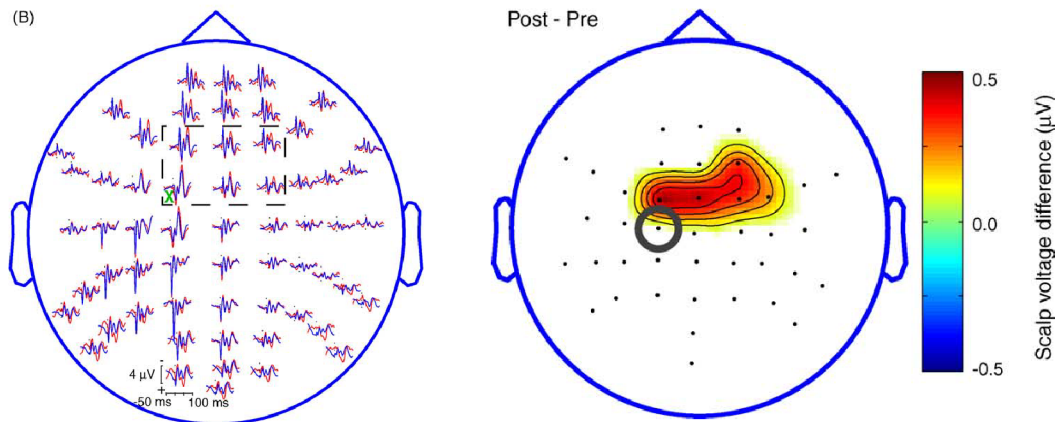 (B)
X
4 µV
+
-50 ms
100 ms
Post - Pre
0.5
0.0
-0.5
Scalp voltage difference (µV)